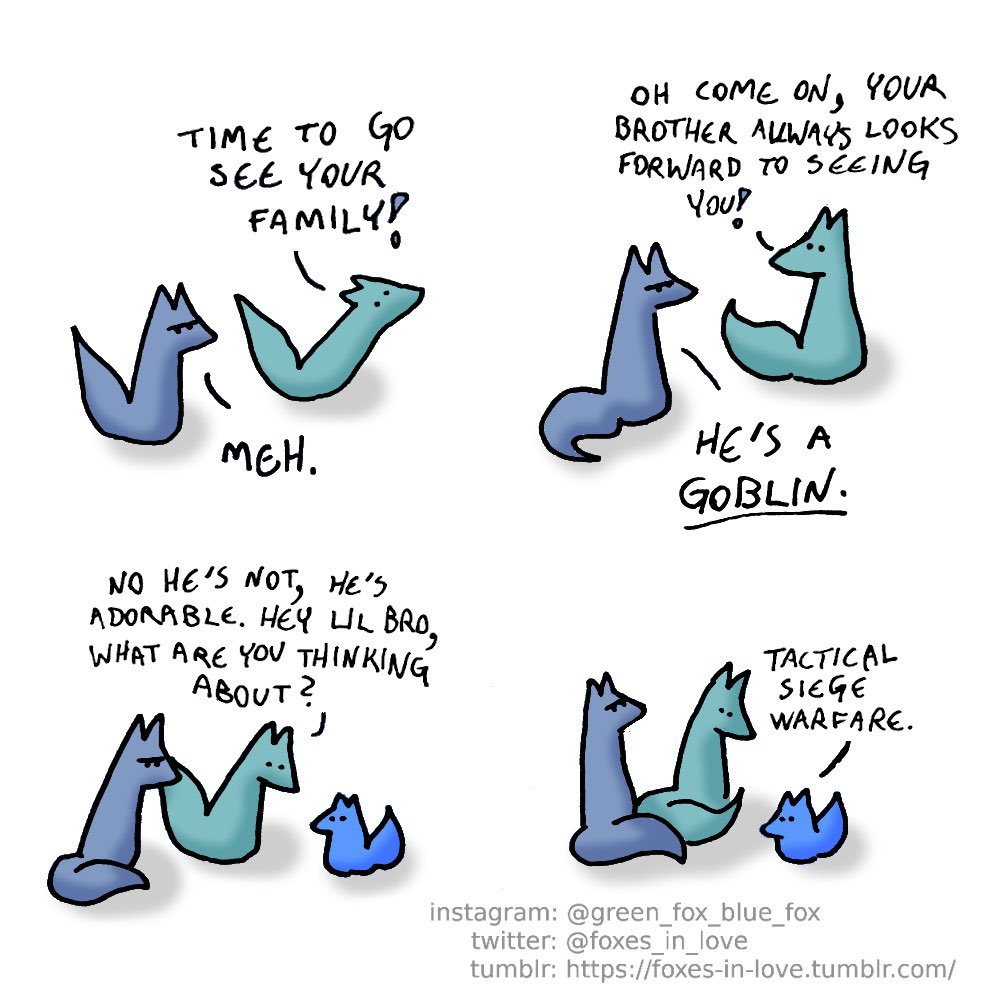 TIME TO GO
SEE YOUR
FAMILY!
MEH.
OH COME ON, YOUR
BROTHER ALLWAYS LOOKS
FORWARD TO SEEING
YOU!
HE'S A
GOBLIN.
NO HE'S NOT, HE'S
ADORABLE. HEY LIL BRO,
WHAT ARE YOU THINKING
ABOUT?
TACTICAL
SIEGE
WARFARE.
instagram: @green_fox_blue_fox
twitter: @foxes_in_love
tumblr: https://foxes-in-love.tumblr.com/